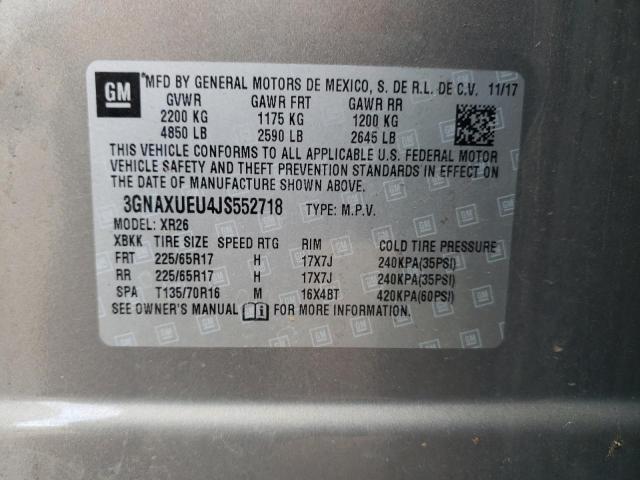 GM
*MFD BY GENERAL MOTORS DE MEXICO, S. DE R.L. DE C.V. 11/17
GVWR GAWR FRT GAWR RR
2200 KG 1175 KG 1200 KG
4850 LB 2590 LB 2645 LB
THIS VEHICLE CONFORMS TO ALL APPLICABLE U.S. FEDERAL MOTOR
VEHICLE SAFETY AND THEFT PREVENTION STANDARDS IN EFFECT ON
THE DATE OF MANUFACTURE SHOWN ABOVE.
3GNAXUEU4JS552718 TYPE: M.P.V.
MODEL: XR26
XBKK TIRE SIZE SPEED RTG RIM COLD TIRE PRESSURE
FRT 225/65R17 H 17X7J 240KPA(35PSI)
RR 225/65R17 H 17X7J 240KPA(35PSI)
SPA T135/70R16 M 16X4BT 420KPA(60PSI)
SEE OWNER'S MANUAL FOR MORE INFORMATION.